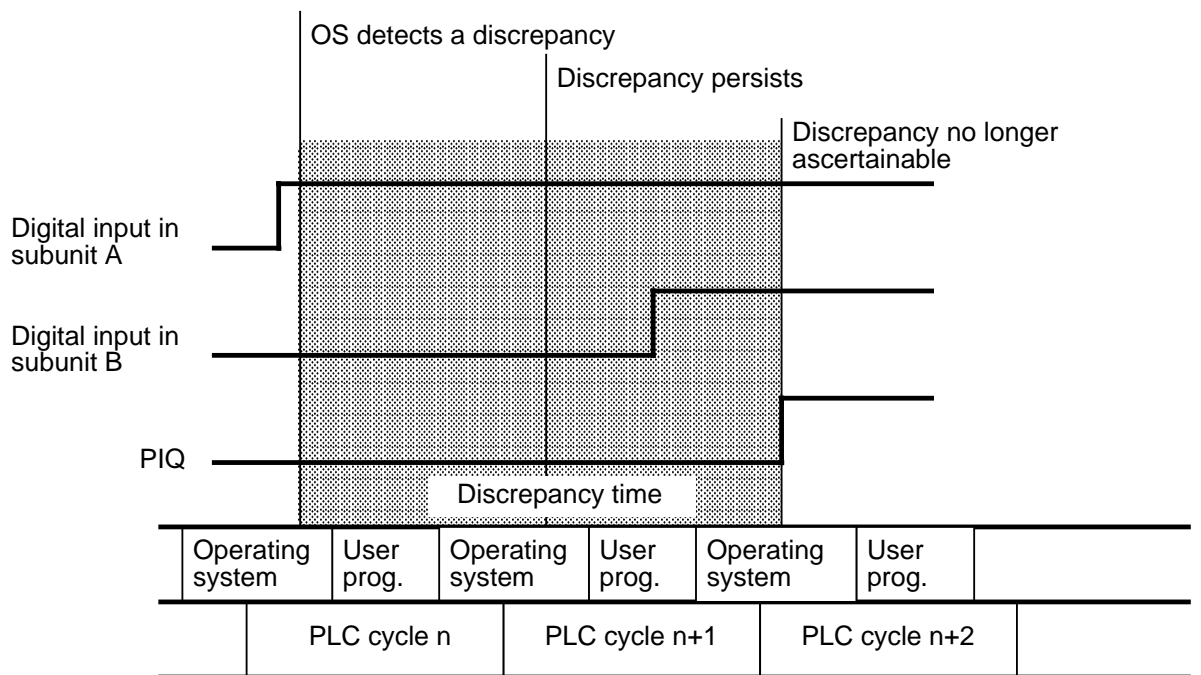 OS detects a discrepancy
Discrepancy persists
Discrepancy no longer
ascertainable
Digital input in
subunit A
Digital input in
subunit B
PIQ
Discrepancy time
Operating
system
User
prog.
Operating
system
User
prog.
Operating
system
User
prog.
PLC cycle n
PLC cycle n+1
PLC cycle n+2